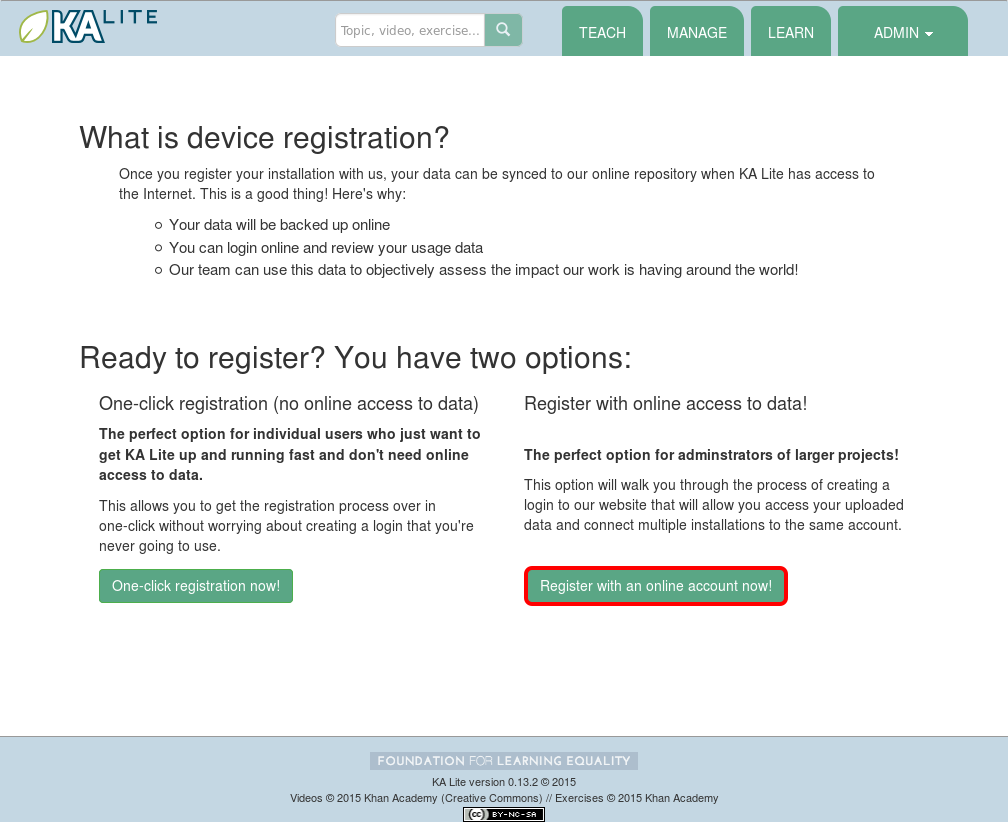 KA LITE
Topic, video, exercise...
TEACH
MANAGE
LEARN
ADMIN
What is device registration?
Once you register your installation with us, your data can be synced to our online repository when KA Lite has access to
the Internet. This is a good thing! Here's why:
Your data will be backed up online
You can login online and review your usage data
Our team can use this data to objectively assess the impact our work is having around the world!
Ready to register? You have two options:
One-click registration (no online access to data)
The perfect option for individual users who just want to
get KA Lite up and running fast and don't need online
access to data.
This allows you to get the registration process over in
one-click without worrying about creating a login that you're
never going to use.
One-click registration now!
Register with online access to data!
The perfect option for adminstrators of larger projects!
This option will walk you through the process of creating a
login to our website that will allow you access your uploaded
data and connect multiple installations to the same account.
Register with an online account now!
FOUNDATION FOR LEARNING EQUALITY
KA Lite version 0.13.2 © 2015
Videos © 2015 Khan Academy (Creative Commons) // Exercises © 2015 Khan Academy
cc BY-NC-SA